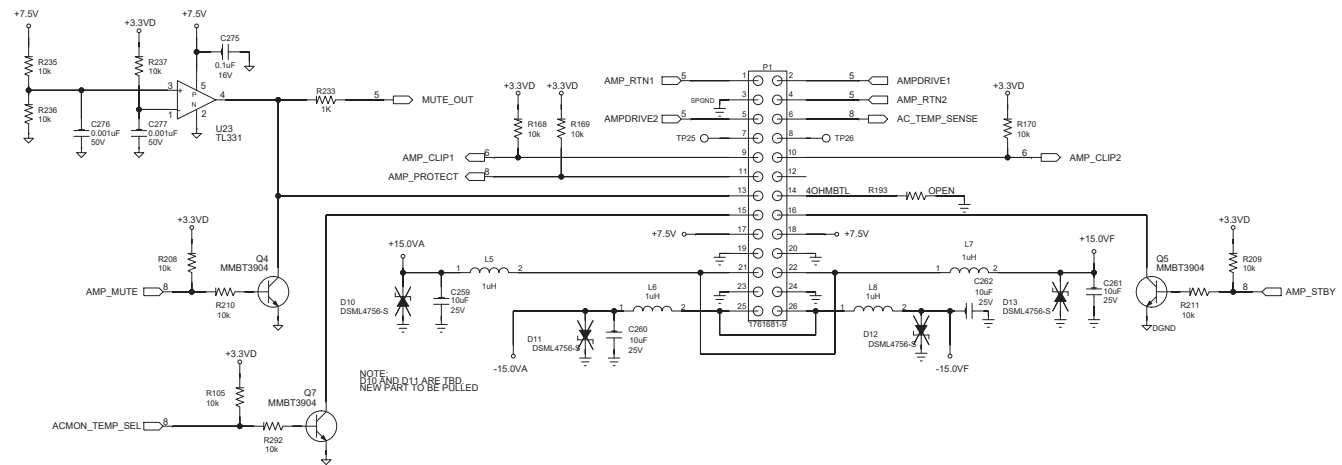 +7.5V
+3.3VD
+7.5V
C275
0.1uF
16V
R235
10k
R237
10k
R236
10k
C276
0.001uF
50V
C277
0.001uF
50V
3
1
5
P
N
2
+
-
4
U23
TL331
R233
1K
5
MUTE_OUT
+3.3VD
R168
10k
+3.3VD
R169
10k
AMP_CLIP1
6
AMP_PROTECT
8
P1
AMP_RTN1
5
1
2
5
AMPDRIVE1
SPGND
3
4
5
AMP_RTN2
AMPDRIVE2
5
5
6
8
AC_TEMP_SENSE
TP25
7
8
TP26
9
10
6
AMP_CLIP2
+3.3VD
R170
10k
11
12
13
14
4OHMBTL
R193
OPEN
15
16
+7.5V
17
18
+7.5V
19
20
21
22
23
24
25
26
1761681-9
+3.3VD
R208
10k
AMP_MUTE
8
R210
10k
Q4
MMBT3904
+15.0VA
D10
DSML4756-S
C259
10uF
25V
L5
1
2
1uH
L6
1uH
1
2
D11
DSML4756-S
C260
10uF
25V
-15.0VA
L7
1
2
1uH
L8
1uH
1
2
C262
10uF
25V
D12
DSML4756-S
-15.0VF
+15.0VF
D13
DSML4756-S
C261
10uF
25V
Q5
MMBT3904
+3.3VD
R209
10k
R211
10k
8
AMP_STBY
DGND
+3.3VD
R105
10k
ACMON_TEMP_SEL
8
R292
10k
Q7
MMBT3904
NOTE:
D10 AND D11 ARE TBD.
NEW PART TO BE PULLED